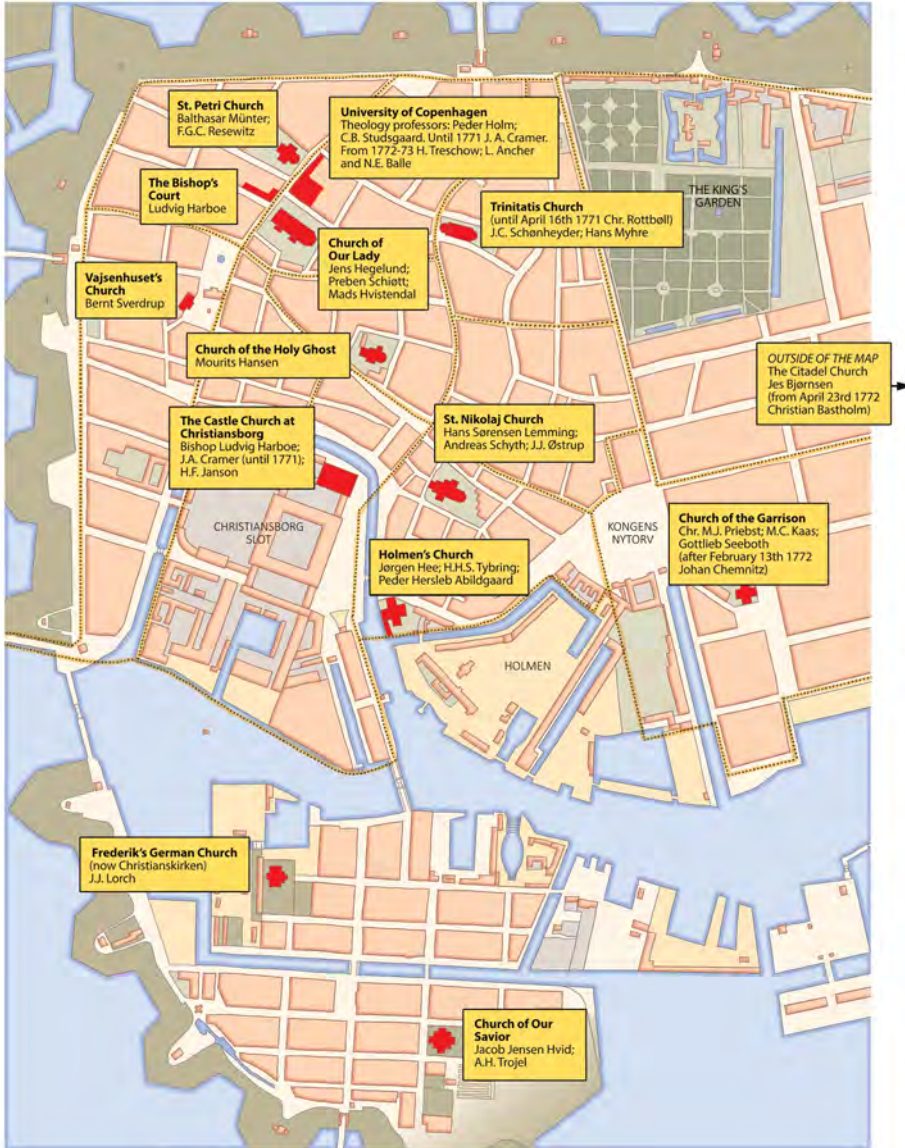 St. Petri Church
Balthasar Münter;
F.G.C. Resewitz
University of Copenhagen
Theology professors: Peder Holm;
C.B. Studsgaard. Until 1771 J. A. Cramer.
From 1772-73 H. Treschow; L. Ancher
and N.E. Balle
The Bishop's
Court
Ludvig Harboe
THE KING'S
GARDEN
Trinitatis Church
(until April 16th 1771 Chr. Rottbøll)
J.C. Schønheyder; Hans Myhre
Church of
Our Lady
Jens Hegelund;
Preben Schiøtt;
Mads Hvistendal
Vajsenhuset's
Church
Bernt Sverdrup
Church of the Holy Ghost
Mourits Hansen
OUTSIDE OF THE MAP
The Citadel Church
Jes Bjørnsen
(from April 23rd 1772
Christian Bastholm)
The Castle Church at
Christiansborg
Bishop Ludvig Harboe;
J.A. Cramer (until 1771);
H.F. Janson
St. Nikolaj Church
Hans Sørensen Lemming;
Andreas Schyth; J.J. Østrup
CHRISTIANSBORG
SLOT
KONGENS
NYTORV
Church of the Garrison
Chr. M.J. Priebst; M.C. Kaas;
Gottlieb Seeboth
(after February 13th 1772
Johan Chemnitz)
Holmen's Church
Jørgen Hee; H.H.S. Tybring;
Peder Hersleb Abildgaard
HOLMEN
Frederik's German Church
(now Christianskirken)
J.J. Lorch
Church of Our
Savior
Jacob Jensen Hvid;
A.H. Trojel